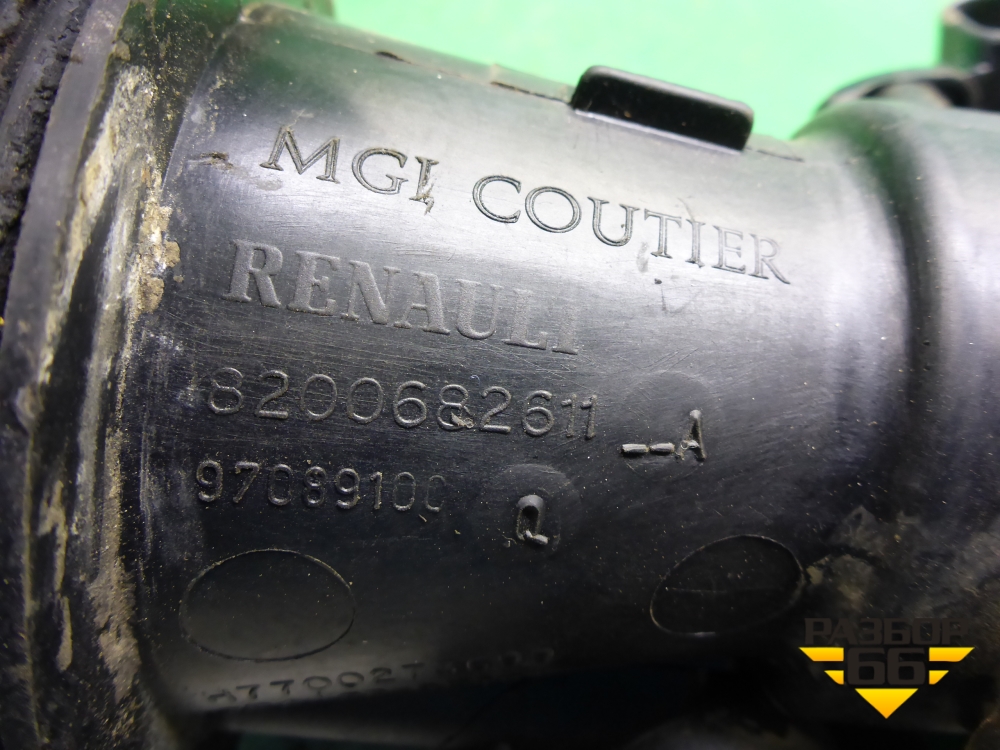 MGI COUTIER
RENAULT
8200682611 --A
97089100 Q
РАЗБОР
66